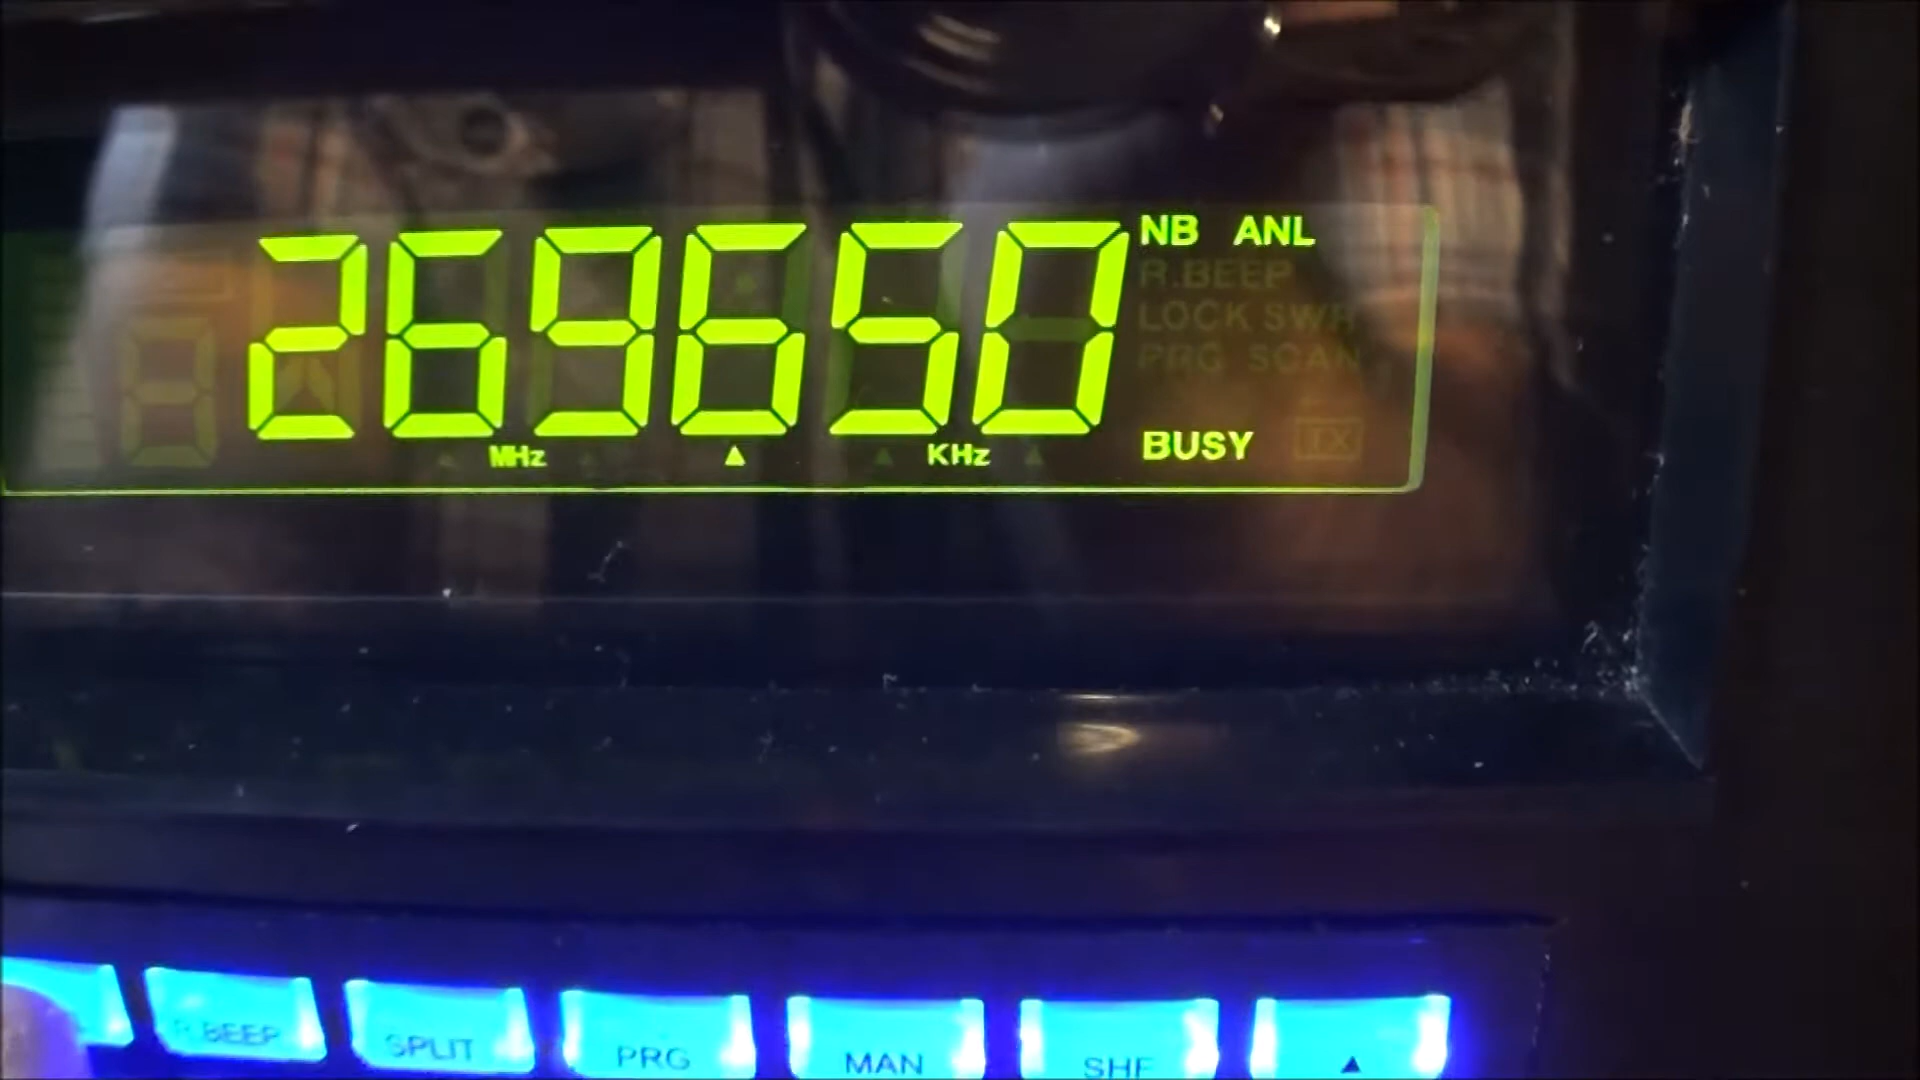 269650
NB ANL
R.BEEP
LOCK SWR
PRG SCAN
MHz ▲ KHz
BUSY TX
R.BEEP SPLIT PRG MAN SHF ▲